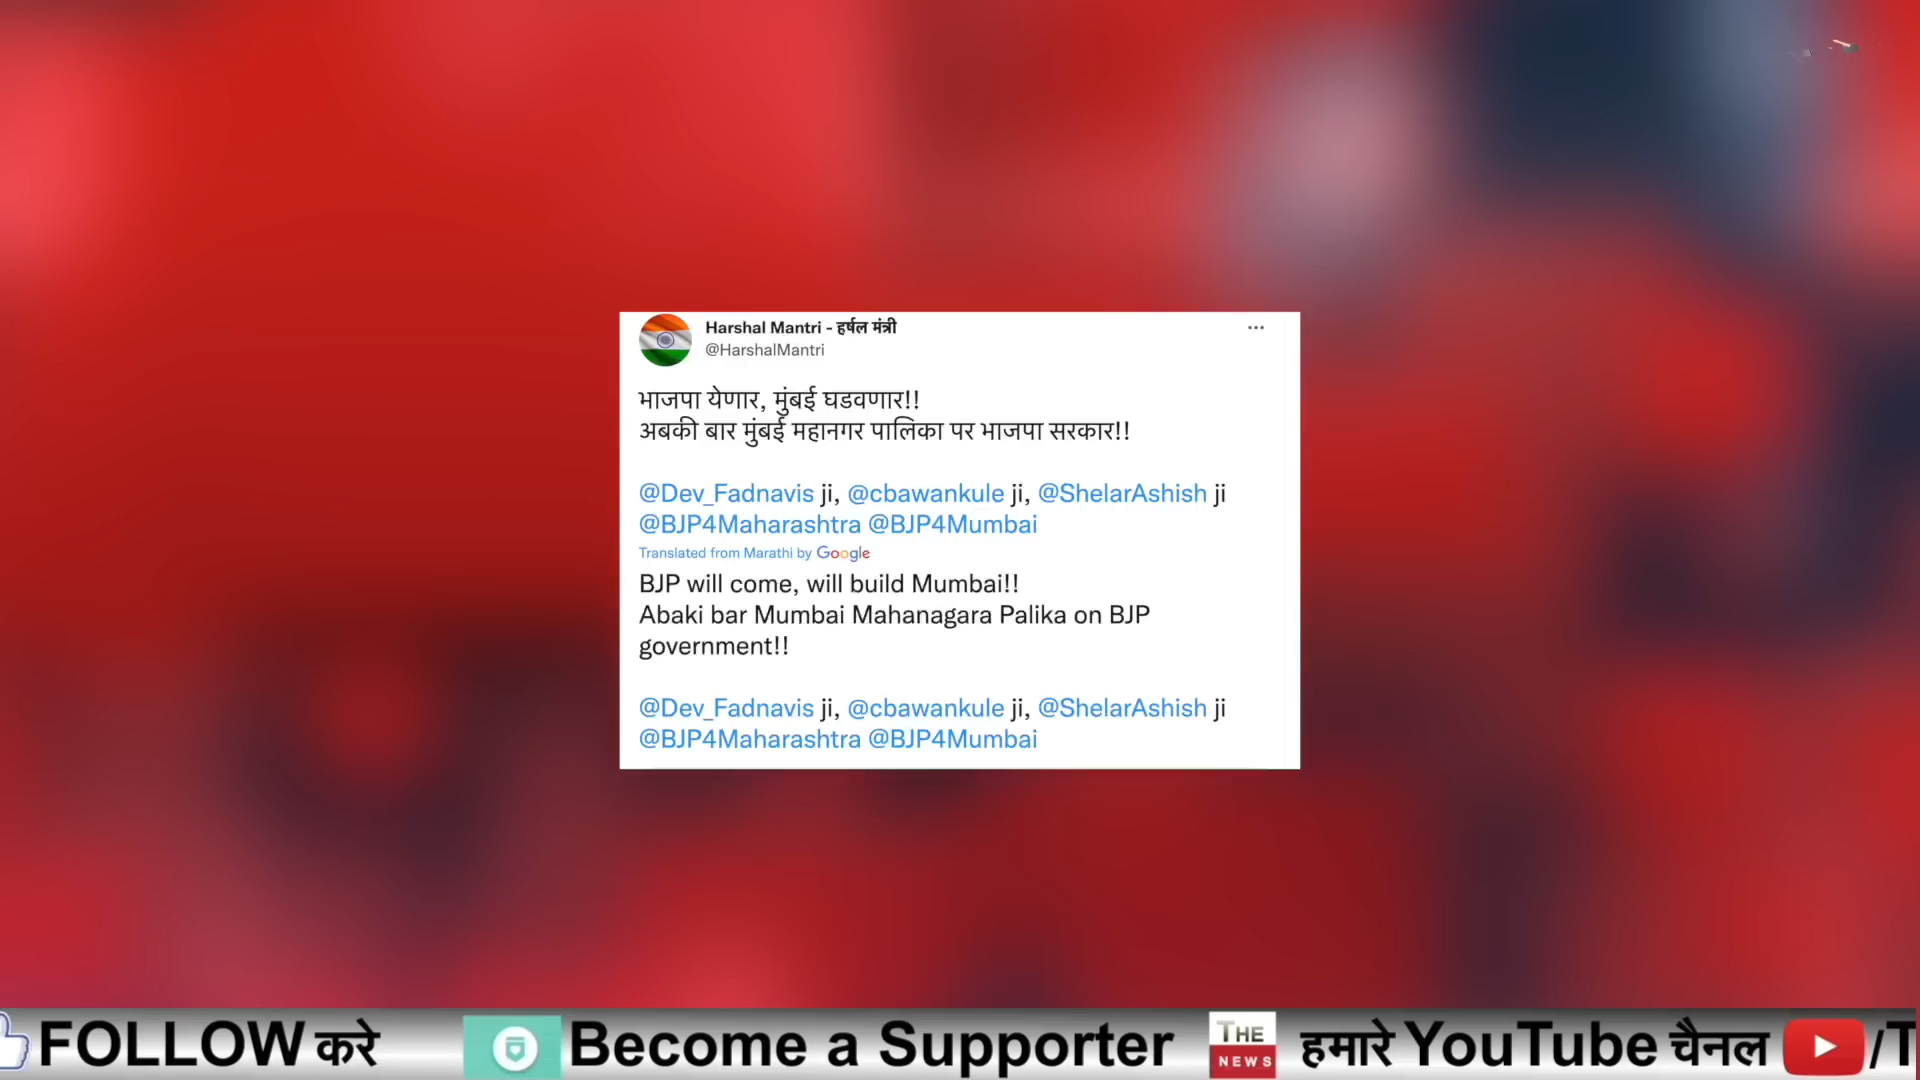 Harshal Mantri - हर्षल मंत्री
@HarshalMantri
भाजपा येणार, मुंबई घडवणार!!
अबकी बार मुंबई महानगर पालिका पर भाजपा सरकार!!
@Dev_Fadnavis ji, @cbawankule ji, @ShelarAshish ji
@BJP4Maharashtra @BJP4Mumbai
Translated from Marathi by Google
BJP will come, will build Mumbai!!
Abaki bar Mumbai Mahanagara Palika on BJP
government!!
@Dev_Fadnavis ji, @cbawankule ji, @ShelarAshish ji
@BJP4Maharashtra @BJP4Mumbai
FOLLOW करे Become a Supporter THE NEWS हमारे YouTube चैनल /T